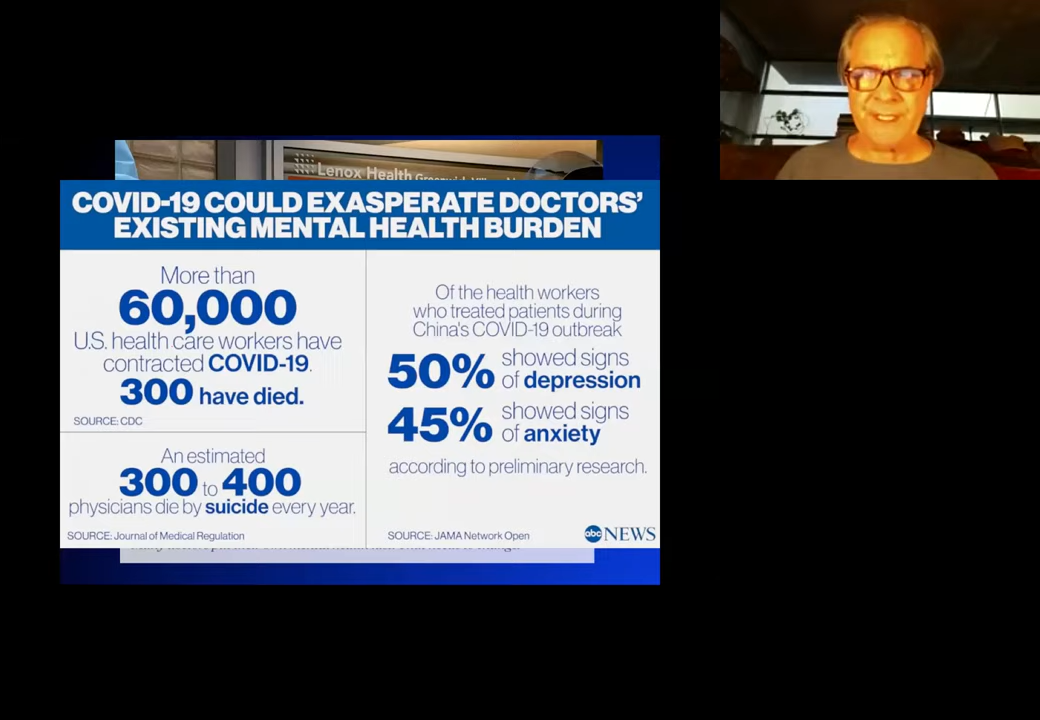 Lenox Health Greenwich Village
COVID-19 COULD EXASPERATE DOCTORS'
EXISTING MENTAL HEALTH BURDEN
More than
60,000
U.S. health care workers have
contracted COVID-19.
300 have died.
SOURCE: CDC
An estimated
300 to 400
physicians die by suicide every year.
SOURCE: Journal of Medical Regulation
Of the health workers
who treated patients during
China's COVID-19 outbreak
50% showed signs
of depression
45% showed signs
of anxiety
according to preliminary research.
SOURCE: JAMA Network Open
abc NEWS